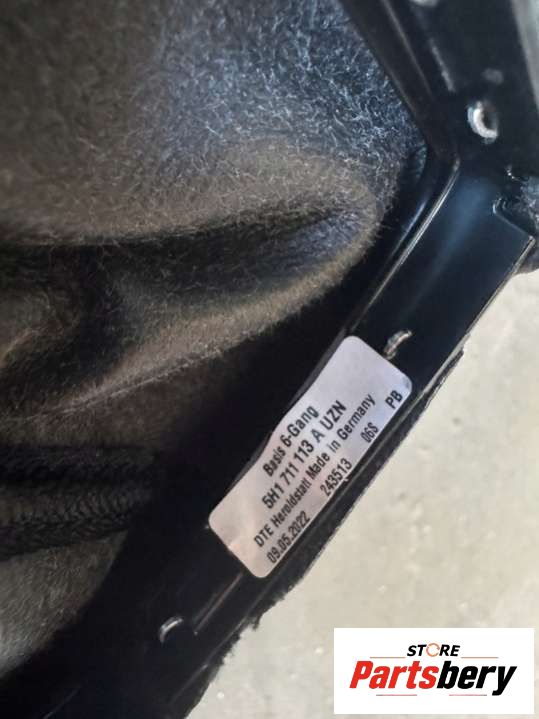 Basis 6-Gang
5H1 711 113 A UZN
DTE Heroldstatt Made in Germany
09.05.2022 243513 06S PB
STORE
Partsbery